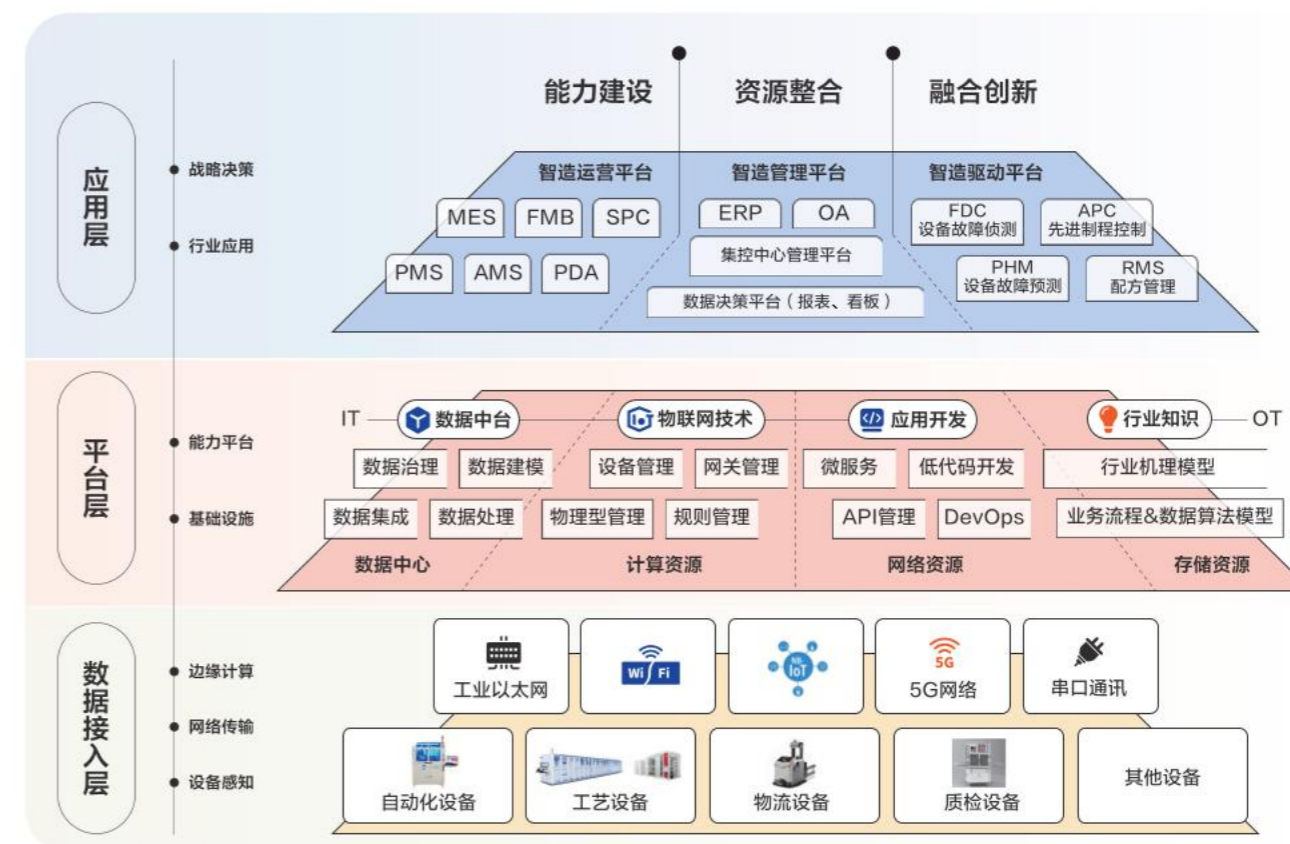 能力建设
资源整合
融合创新
应用层
战略决策
行业应用
智造运营平台
MES
FMB
SPC
PMS
AMS
PDA
智造管理平台
ERP
OA
集控中心管理平台
数据决策平台（报表、看板）
智造驱动平台
FDC
设备故障侦测
APC
先进制程控制
PHM
设备故障预测
RMS
配方管理
平台层
能力平台
基础设施
IT
数据中台
物联网技术
应用开发
行业知识
OT
数据治理
数据建模
设备管理
网关管理
微服务
低代码开发
行业机理模型
数据集成
数据处理
物理型管理
规则管理
API管理
DevOps
业务流程&数据算法模型
数据中心
计算资源
网络资源
存储资源
数据接入层
边缘计算
网络传输
设备感知
工业以太网
Wi Fi
NB-IoT
5G
5G网络
串口通讯
自动化设备
工艺设备
物流设备
质检设备
其他设备